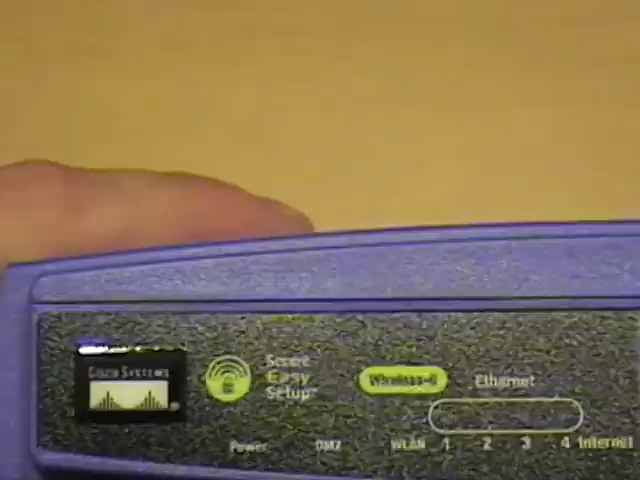 CISCO SYSTEMS
Secure
Easy
Setup
Wireless-G
Ethernet
Power DMZ WLAN 1 2 3 4 Internet